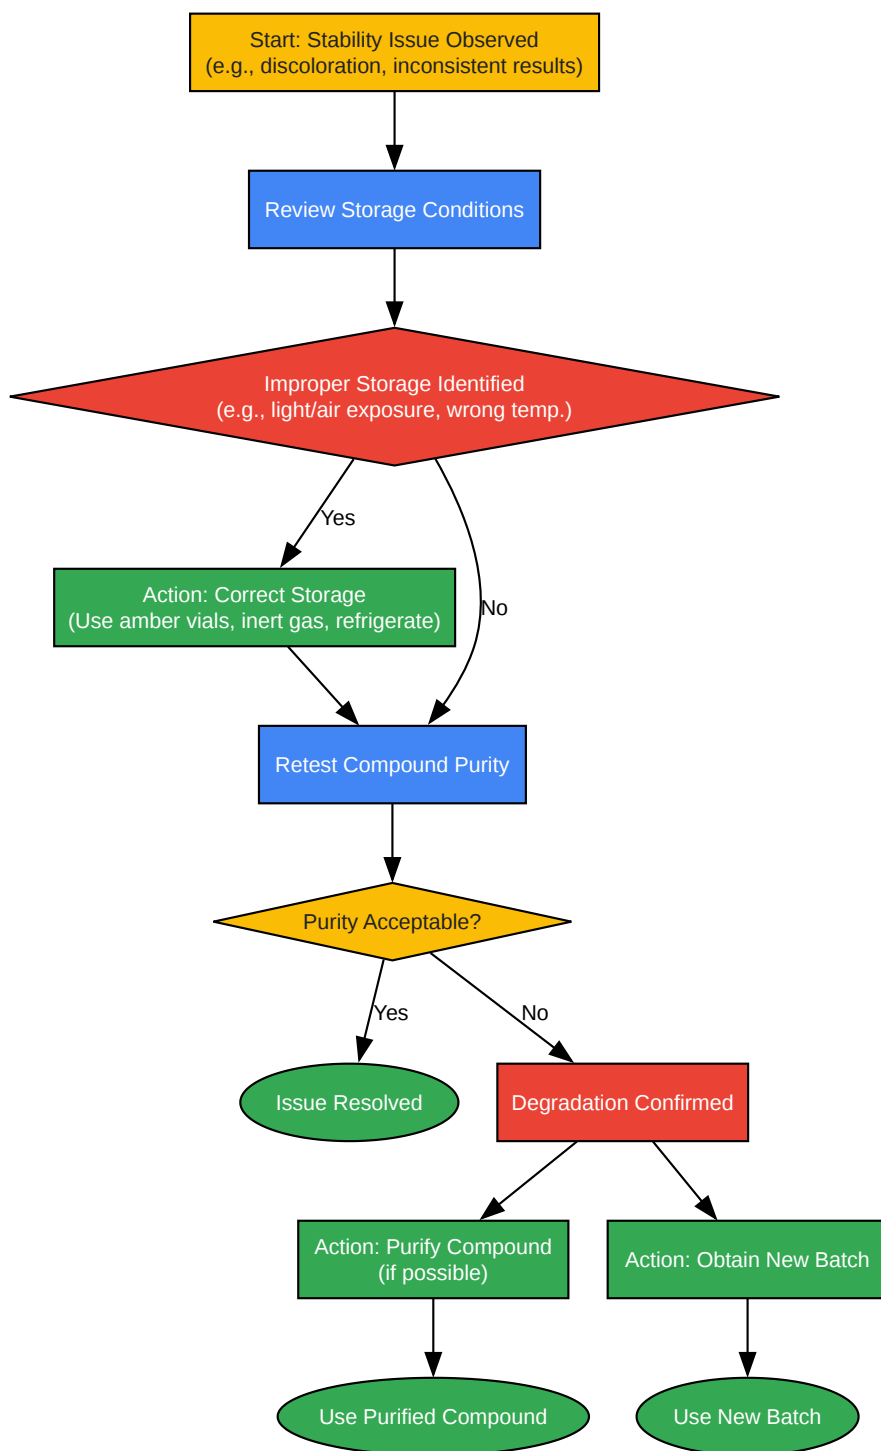 Start: Stability Issue Observed
(e.g., discoloration, inconsistent results)
Review Storage Conditions
Improper Storage Identified
(e.g., light/air exposure, wrong temp.)
Yes
Action: Correct Storage
(Use amber vials, inert gas, refrigerate)
No
Retest Compound Purity
Purity Acceptable?
Yes
No
Issue Resolved
Degradation Confirmed
Action: Purify Compound
(if possible)
Action: Obtain New Batch
Use Purified Compound
Use New Batch